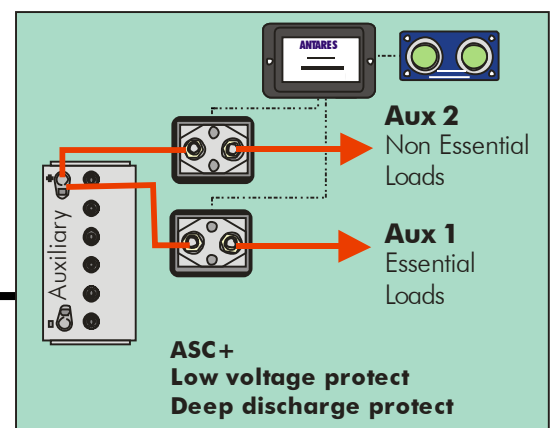 ANTARES
Aux 2
Non Essential
Loads
Auxiliary
Aux 1
Essential
Loads
ASC+
Low voltage protect
Deep discharge protect